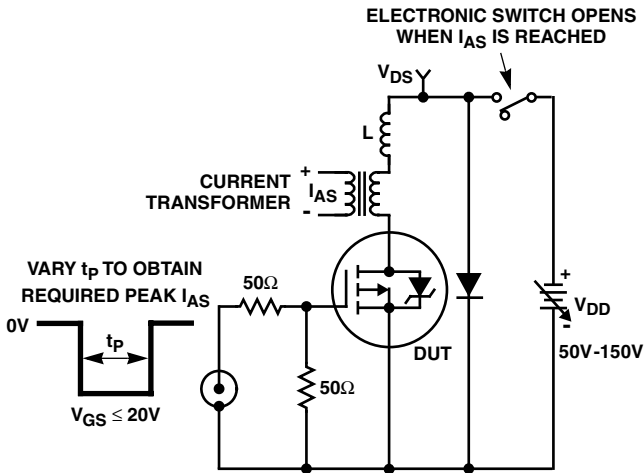 ELECTRONIC SWITCH OPENS
WHEN IAS IS REACHED
VDS
L
+
CURRENT
TRANSFORMER
IAS
-
VARY tP TO OBTAIN
REQUIRED PEAK IAS
50Ω
0V
tP
+
VDD
-
DUT
50V-150V
50Ω
VGS ≤ 20V